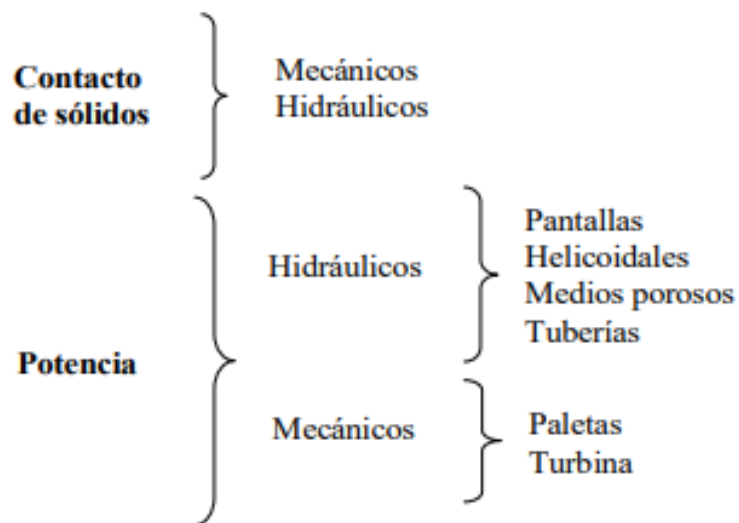 Contacto
de sólidos
Mecánicos
Hidráulicos
Potencia
Hidráulicos
Pantallas
Helicoidales
Medios porosos
Tuberías
Mecánicos
Paletas
Turbina